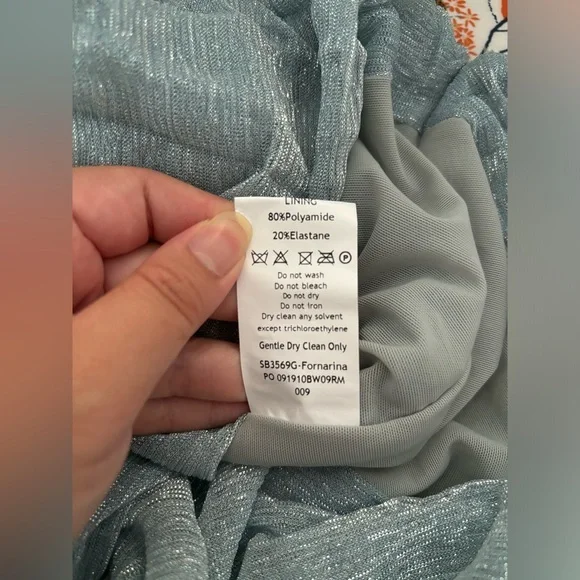 LINING
80%Polyamide
20%Elastane
P
Do not wash
Do not bleach
Do not dry
Do not iron
Dry clean any solvent
except trichloroethylene
Gentle Dry Clean Only
SB3569G-Fornarina
PO 091910BW09RM
009